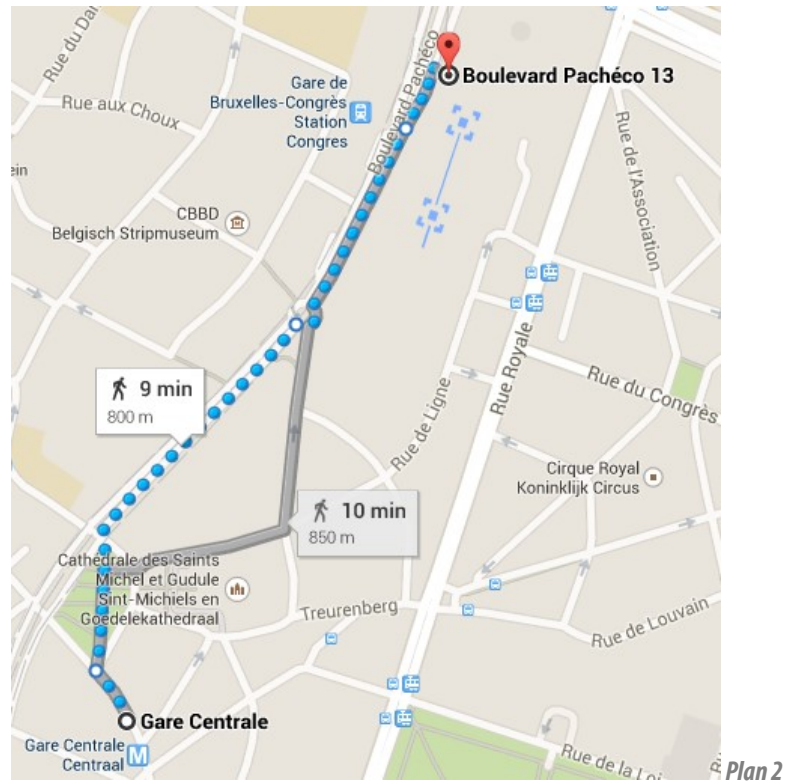 Boulevard Pachéco
Boulevard Pachéco 13
Gare de
Bruxelles-Congrès
Station
Congres
Rue aux Choux
Rue de l'Association
CBBD
Belgisch Stripmuseum
Rue Royale
9 min
800 m
Rue du Congrès
Rue de Ligne
Cirque Royal
Koninklijk Circus
10 min
850 m
Cathédrale des Saints
Michel et Gudule
Sint-Michiels en
Goedelekathedraal
Treurenberg
Rue de Louvain
Gare Centrale
Gare Centrale
Centraal
M
Rue de la Loi
Plan 2